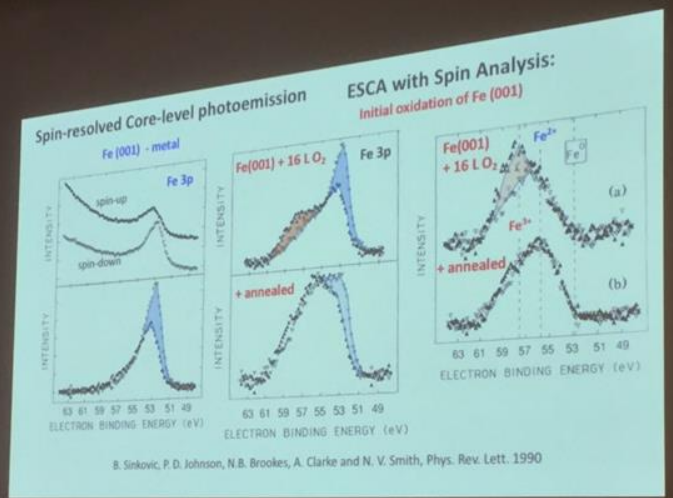 Spin-resolved Core-level photoemission
ESCA with Spin Analysis:
Initial oxidation of Fe (001)
Fe (001) - metal
Fe 3p
spin-up
spin-down
INTENSITY
INTENSITY
63 61 59 57 55 53 51 49
ELECTRON BINDING ENERGY (eV)
Fe(001) + 16 L O₂
Fe 3p
INTENSITY
+ annealed
INTENSITY
63 61 59 57 55 53 51 49
ELECTRON BINDING ENERGY (eV)
Fe(001)
+ 16 L O₂
Fe²⁺
Fe⁰
(a)
Fe³⁺
INTENSITY
+ annealed
(b)
63 61 59 57 55 53 51 49
ELECTRON BINDING ENERGY (eV)
B. Sinkovic, P. D. Johnson, N.B. Brookes, A. Clarke and N. V. Smith, Phys. Rev. Lett. 1990